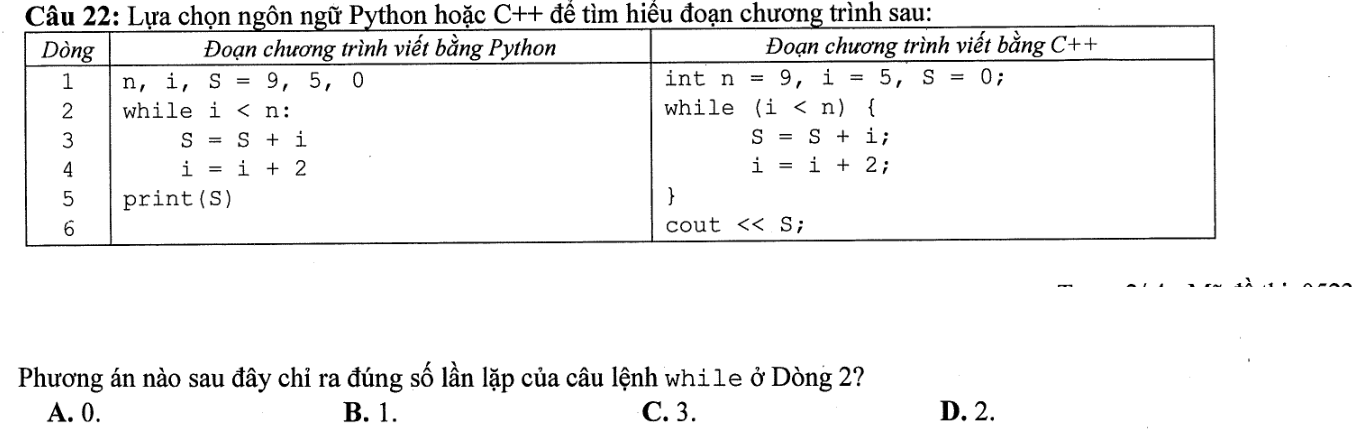 Câu 22: Lựa chọn ngôn ngữ Python hoặc C++ để tìm hiểu đoạn chương trình sau:
Dòng Đoạn chương trình viết bằng Python Đoạn chương trình viết bằng C++
1 n, i, S = 9, 5, 0 int n = 9, i = 5, S = 0;
2 while i < n: while (i < n) {
3 S = S + i S = S + i;
4 i = i + 2 i = i + 2;
5 print(S) }
6 cout << S;
Phương án nào sau đây chỉ ra đúng số lần lặp của câu lệnh while ở Dòng 2?
A. 0. B. 1. C. 3. D. 2.